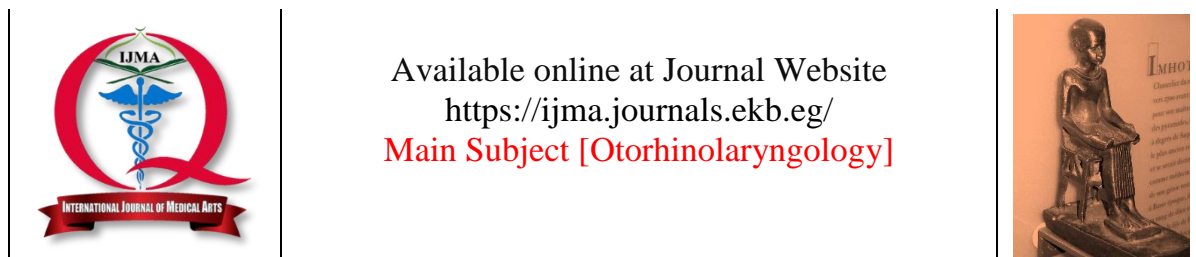 IJMA
INTERNATIONAL JOURNAL OF MEDICAL ARTS
Available online at Journal Website
https://ijma.journals.ekb.eg/
Main Subject [Otorhinolaryngology]